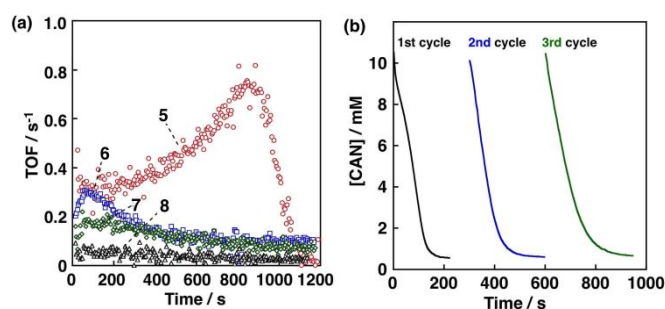 (a)
1.0
0.8
0.6
0.4
0.2
0
TOF / s⁻¹
5
6
7
8
0 200 400 600 800 1000 1200
Time / s
(b)
1st cycle 2nd cycle 3rd cycle
10
8
6
4
2
0
[CAN] / mM
0 200 400 600 800 1000
Time / s